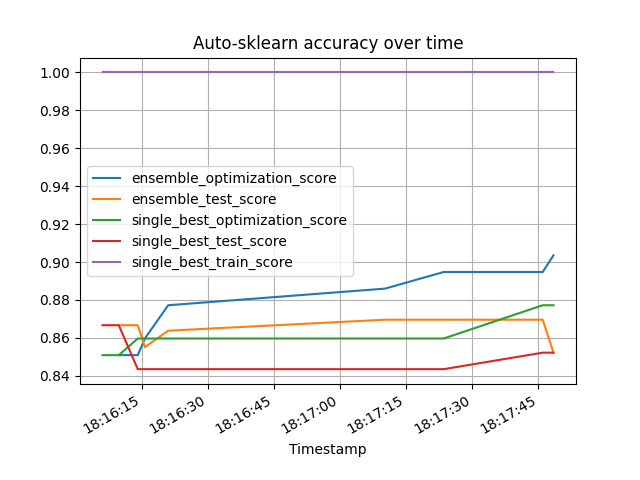 Auto-sklearn accuracy over time
1.00
0.98
0.96
0.94
0.92
0.90
0.88
0.86
0.84
ensemble_optimization_score
ensemble_test_score
single_best_optimization_score
single_best_test_score
single_best_train_score
18:16:15
18:16:30
18:16:45
18:17:00
18:17:15
18:17:30
18:17:45
Timestamp